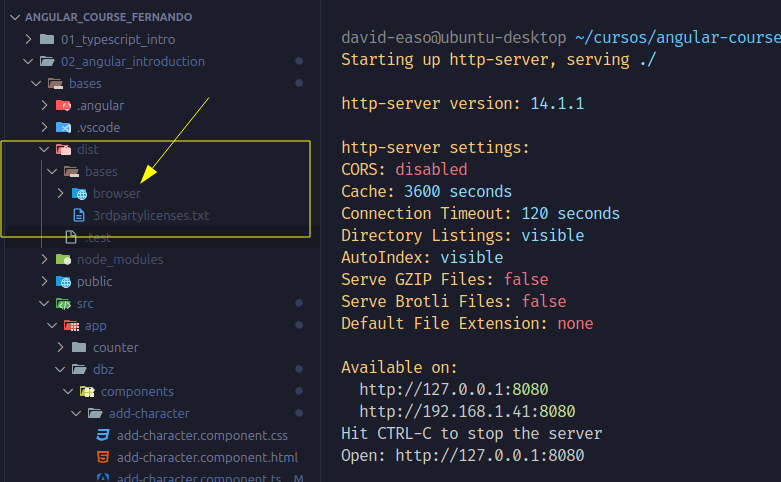 ANGULAR_COURSE_FERNANDO
01_typescript_intro
02_angular_introduction
bases
.angular
.vscode
dist
bases
browser
3rdpartylicenses.txt
.test
node_modules
public
src
app
counter
dbz
components
add-character
add-character.component.css
add-character.component.html
add-character.component.ts M
david-easo@ubuntu-desktop ~/cursos/angular-course
Starting up http-server, serving ./
http-server version: 14.1.1
http-server settings:
CORS: disabled
Cache: 3600 seconds
Connection Timeout: 120 seconds
Directory Listings: visible
AutoIndex: visible
Serve GZIP Files: false
Serve Brotli Files: false
Default File Extension: none
Available on:
http://127.0.0.1:8080
http://192.168.1.41:8080
Hit CTRL-C to stop the server
Open: http://127.0.0.1:8080